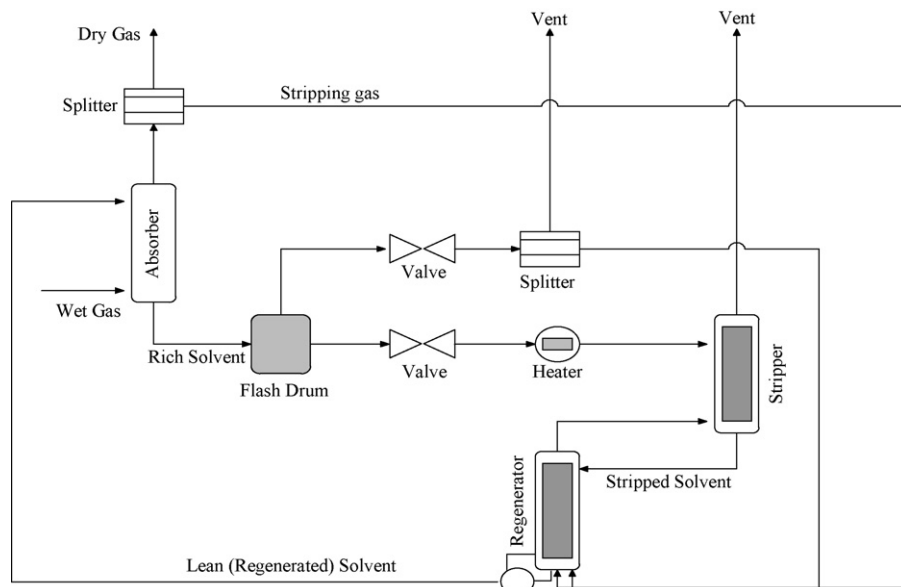 Vent
Vent
Dry Gas
Splitter
Stripping gas
Absorber
Valve
Splitter
Wet Gas
Rich Solvent
Flash Drum
Valve
Heater
Stripper
Regenerator
Stripped Solvent
Lean (Regenerated) Solvent